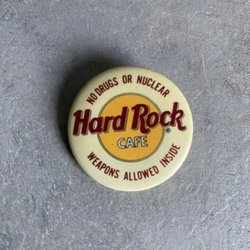 NO DRUGS OR NUCLEAR
Hard Rock
CAFE
WEAPONS ALLOWED INSIDE